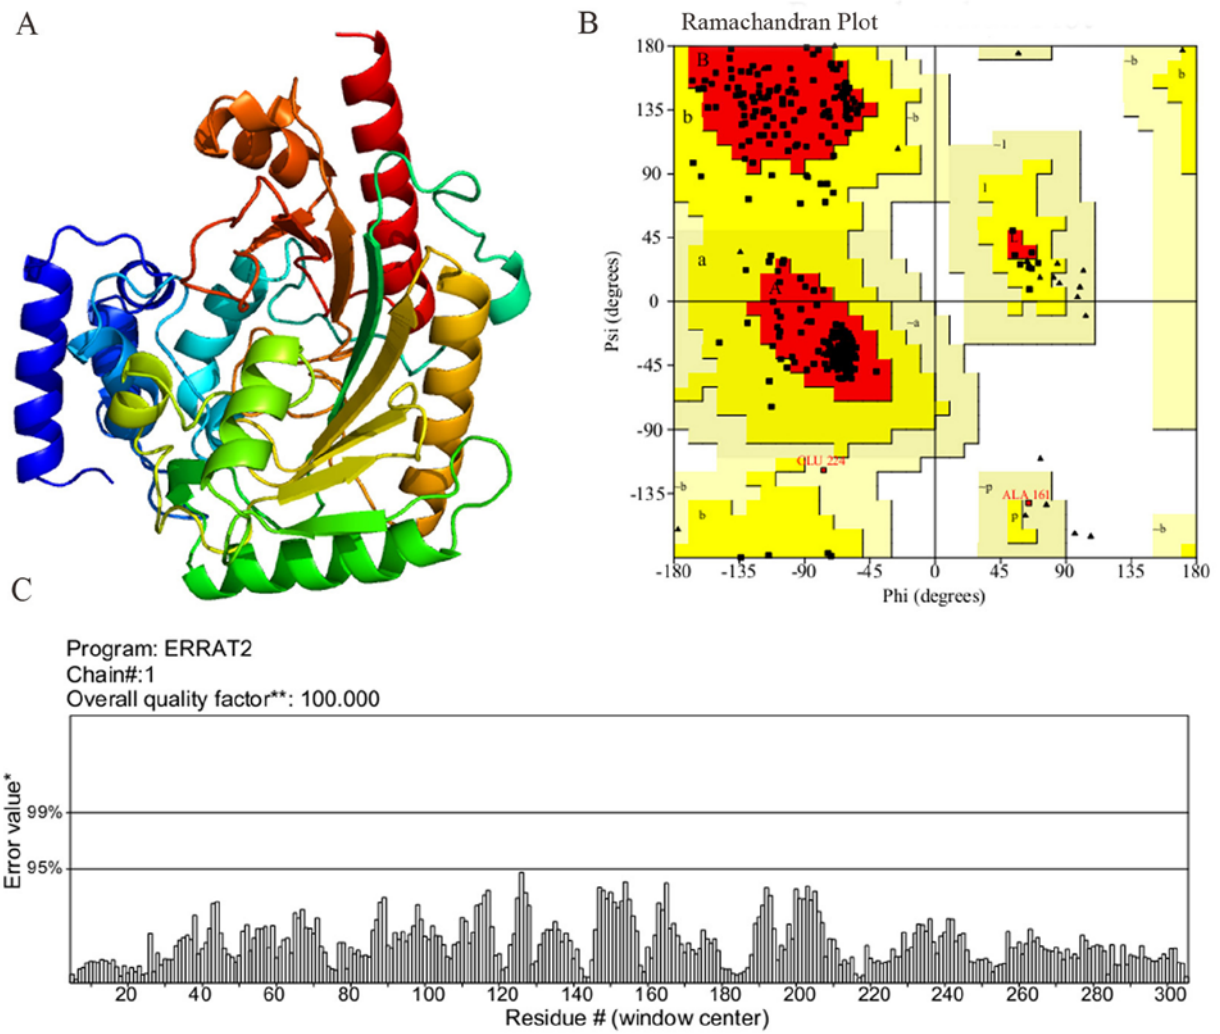 A
B
Ramachandran Plot
180
135
90
45
0
-45
-90
-135
-180
-135
-90
-45
0
45
90
135
180
Psi (degrees)
Phi (degrees)
B
b
~b
~b
b
~l
l
L
a
A
~a
GLU 224
~b
b
~p
ALA 161
p
~b
C
Program: ERRAT2
Chain#:1
Overall quality factor**: 100.000
Error value*
99%
95%
20
40
60
80
100
120
140
160
180
200
220
240
260
280
300
Residue # (window center)